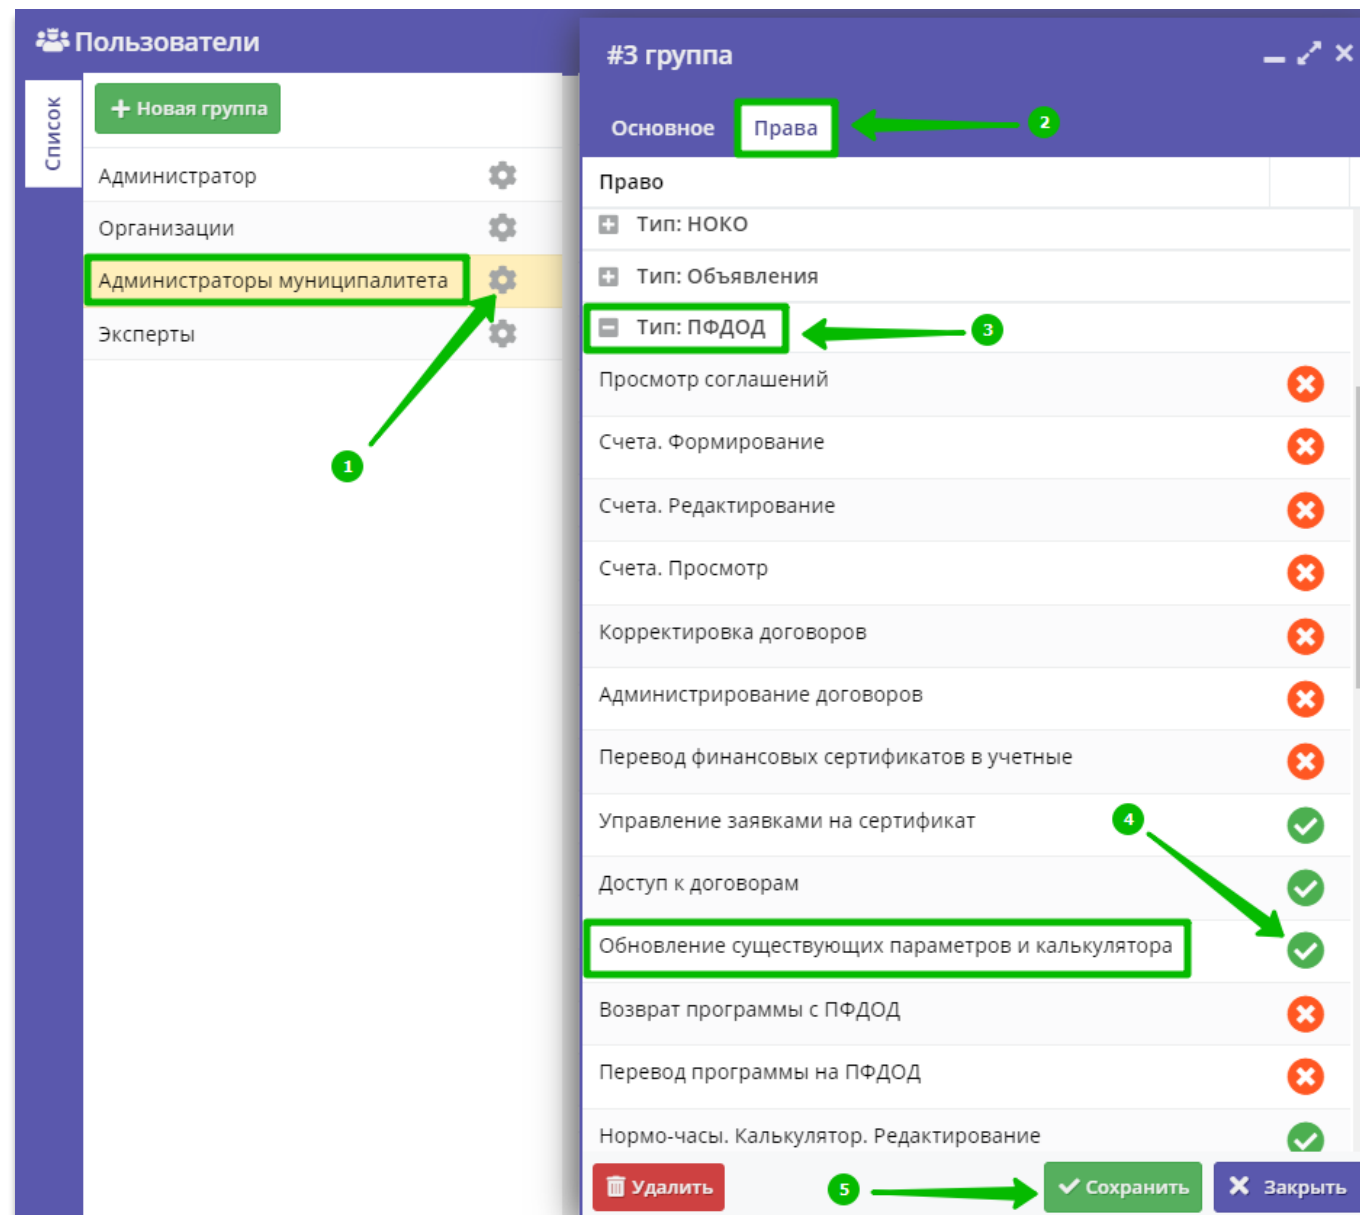 Пользователи
Список
Новая группа
Администратор
Организации
Администраторы муниципалитета
Эксперты
1
#3 группа
Основное
Права
2
Право
Тип: НОКО
Тип: Объявления
Тип: ПФДОД
3
Просмотр соглашений
Счета. Формирование
Счета. Редактирование
Счета. Просмотр
Корректировка договоров
Администрирование договоров
Перевод финансовых сертификатов в учетные
Управление заявками на сертификат
4
Доступ к договорам
Обновление существующих параметров и калькулятора
Возврат программы с ПФДОД
Перевод программы на ПФДОД
Нормо-часы. Калькулятор. Редактирование
Удалить
5
Сохранить
Закрыть